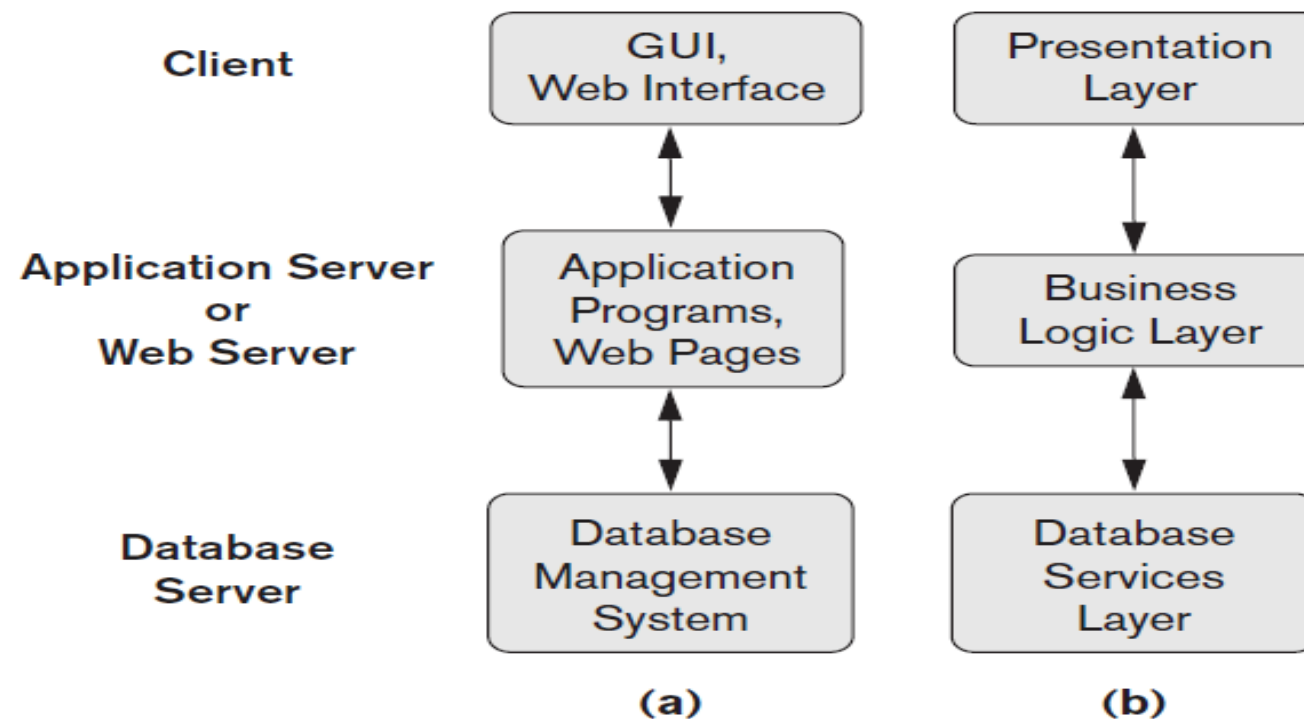 Client
GUI,
Web Interface
Presentation
Layer
Application Server
or
Web Server
Application
Programs,
Web Pages
Business
Logic Layer
Database
Server
Database
Management
System
Database
Services
Layer
(a)
(b)